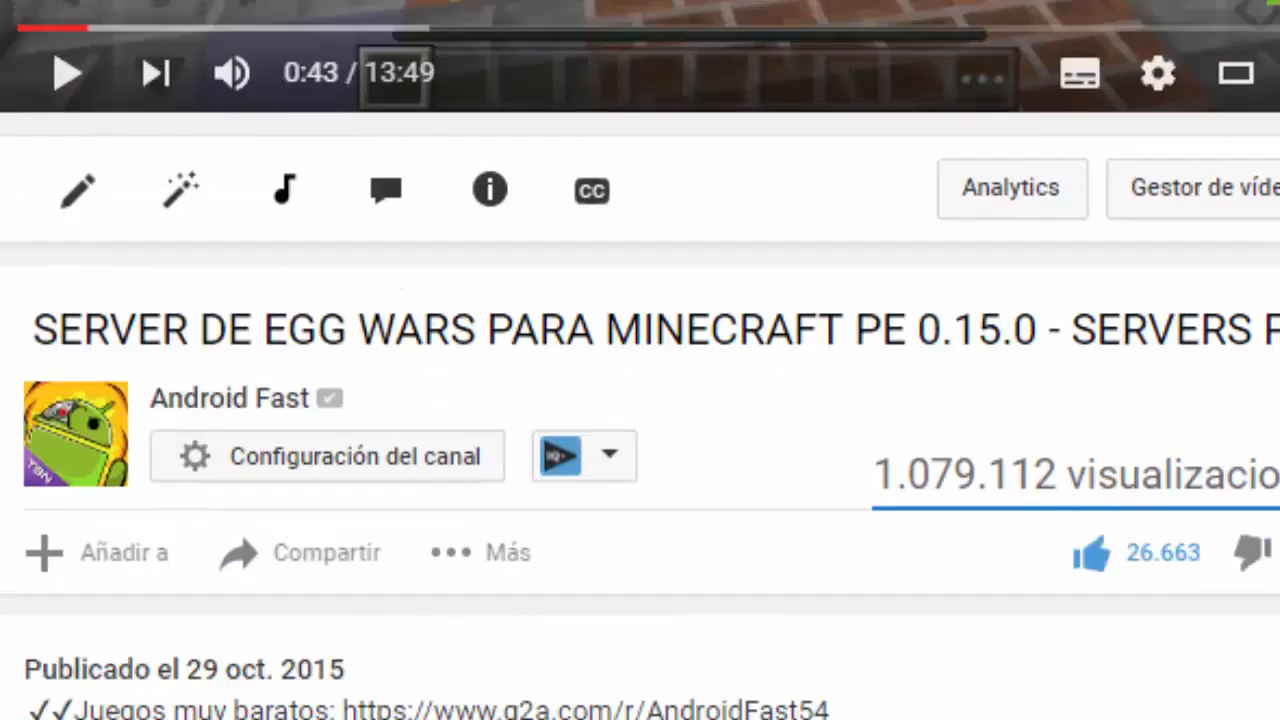 0:43 / 13:49
CC
Analytics
Gestor de víde
SERVER DE EGG WARS PARA MINECRAFT PE 0.15.0 - SERVERS P
Android Fast
TGN
Configuración del canal
1.079.112 visualizacio
Añadir a
Compartir
Más
26.663
Publicado el 29 oct. 2015
✓✓Juegos muy baratos: https://www.g2a.com/r/AndroidFast54